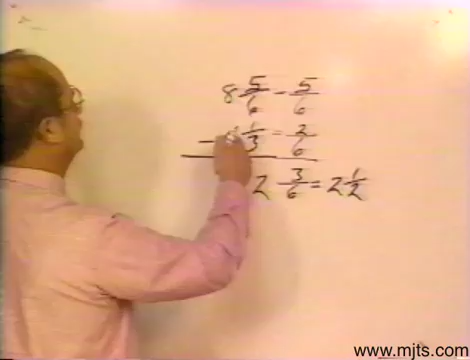 8 5/6 = 5/6
- 1/3 = 2/6
2 3/6 = 2 1/2
www.mjts.com